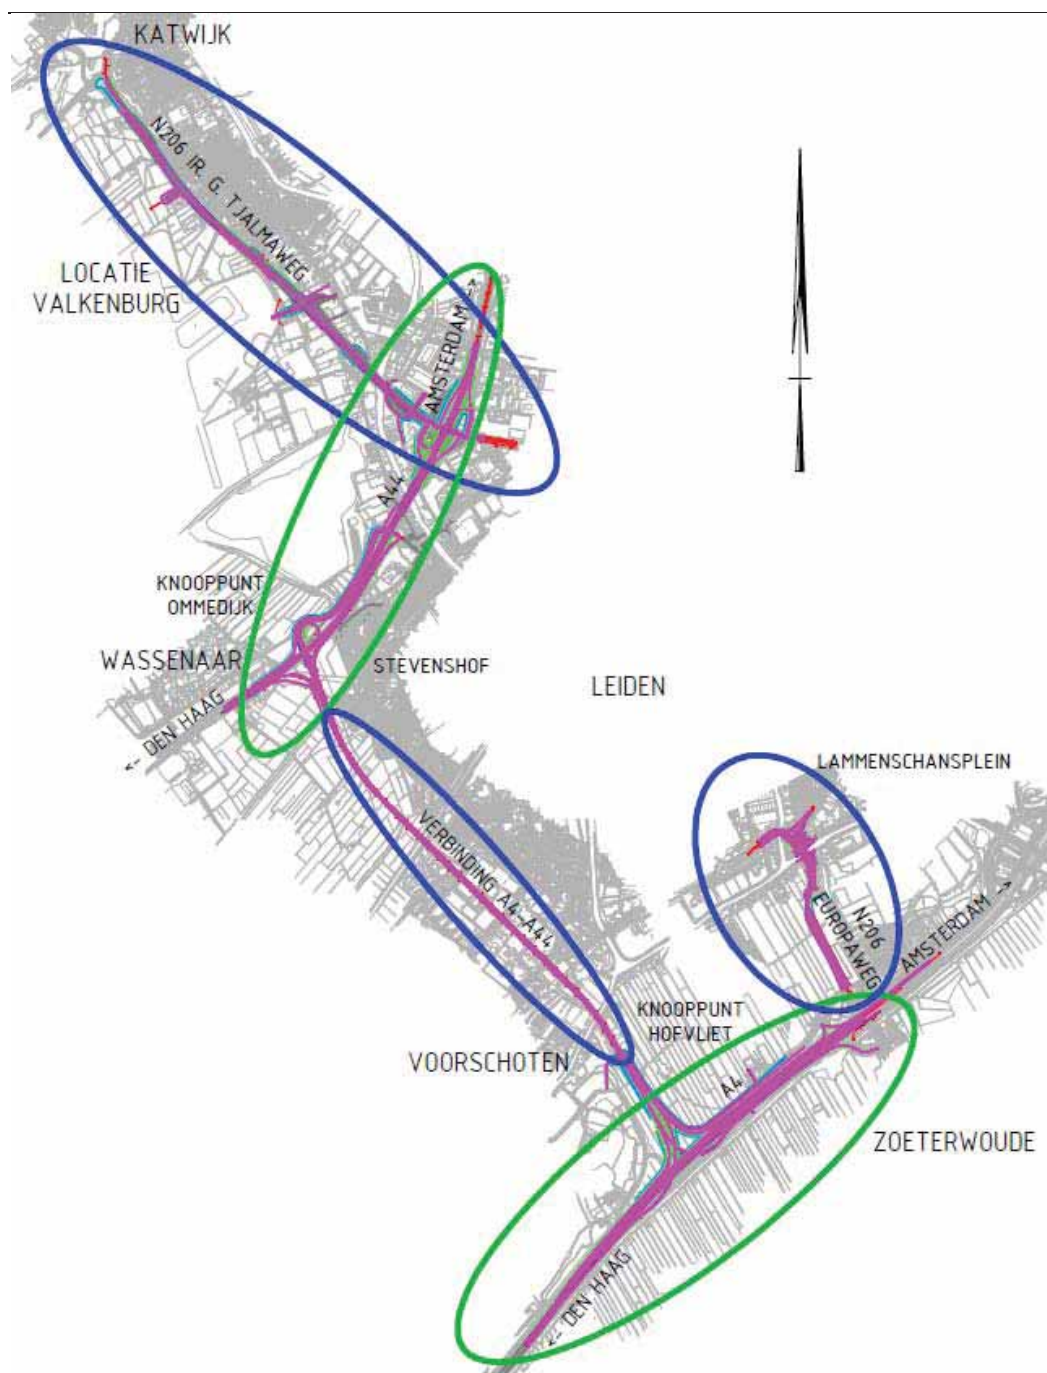 KATWIJK
N206 IR. G. TJALMAWEG
LOCATIE
VALKENBURG
AMSTERDAM ->
A44
KNOOPPUNT
OMMEDIJK
WASSENAAR
STEVENSHOF
<- DEN HAAG
LEIDEN
LAMMENSCHANSPLEIN
VERBINDING A4-A44
N206
EUROPAWEG
AMSTERDAM ->
KNOOPPUNT
HOFVLIET
VOORSCHOTEN
A4
ZOETERWOUDE
<- DEN HAAG